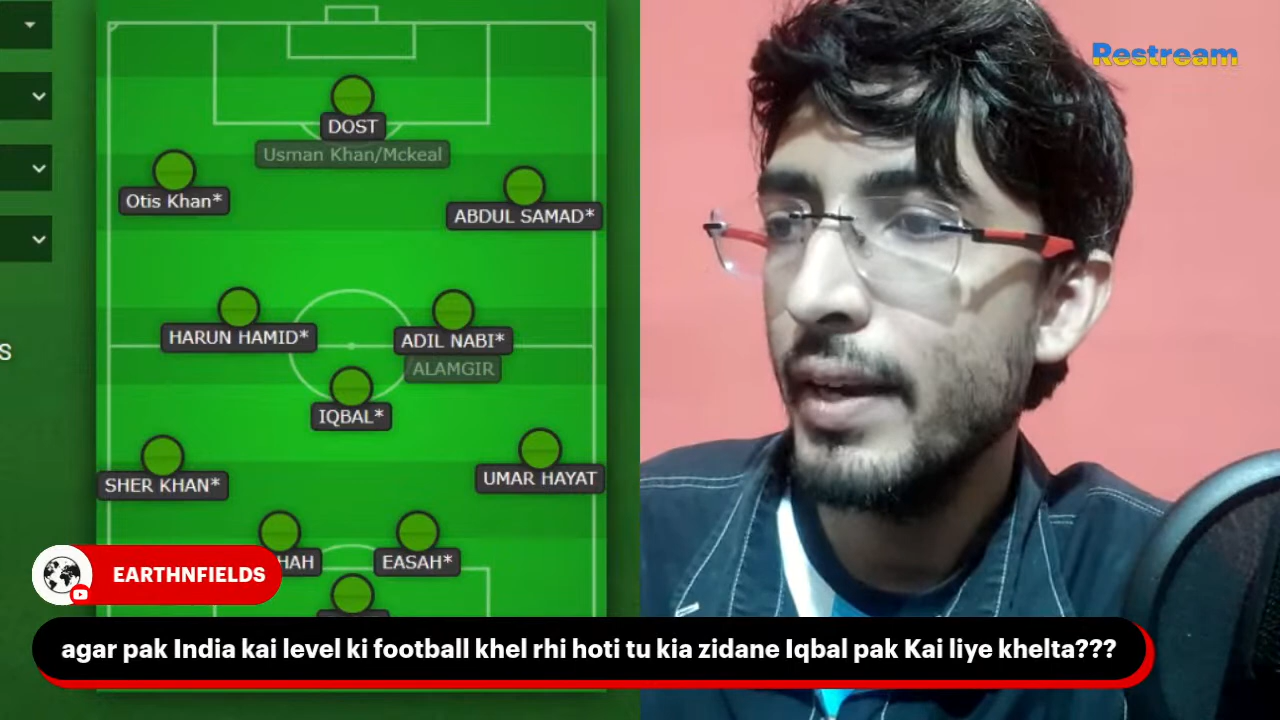 Restream
DOST
Usman Khan/Mckeal
Otis Khan*
ABDUL SAMAD*
HARUN HAMID*
ADIL NABI*
ALAMGIR
IQBAL*
SHER KHAN*
UMAR HAYAT
EASAH*
EARTHNFIELDS
agar pak India kai level ki football khel rhi hoti tu kia zidane Iqbal pak Kai liye khelta???